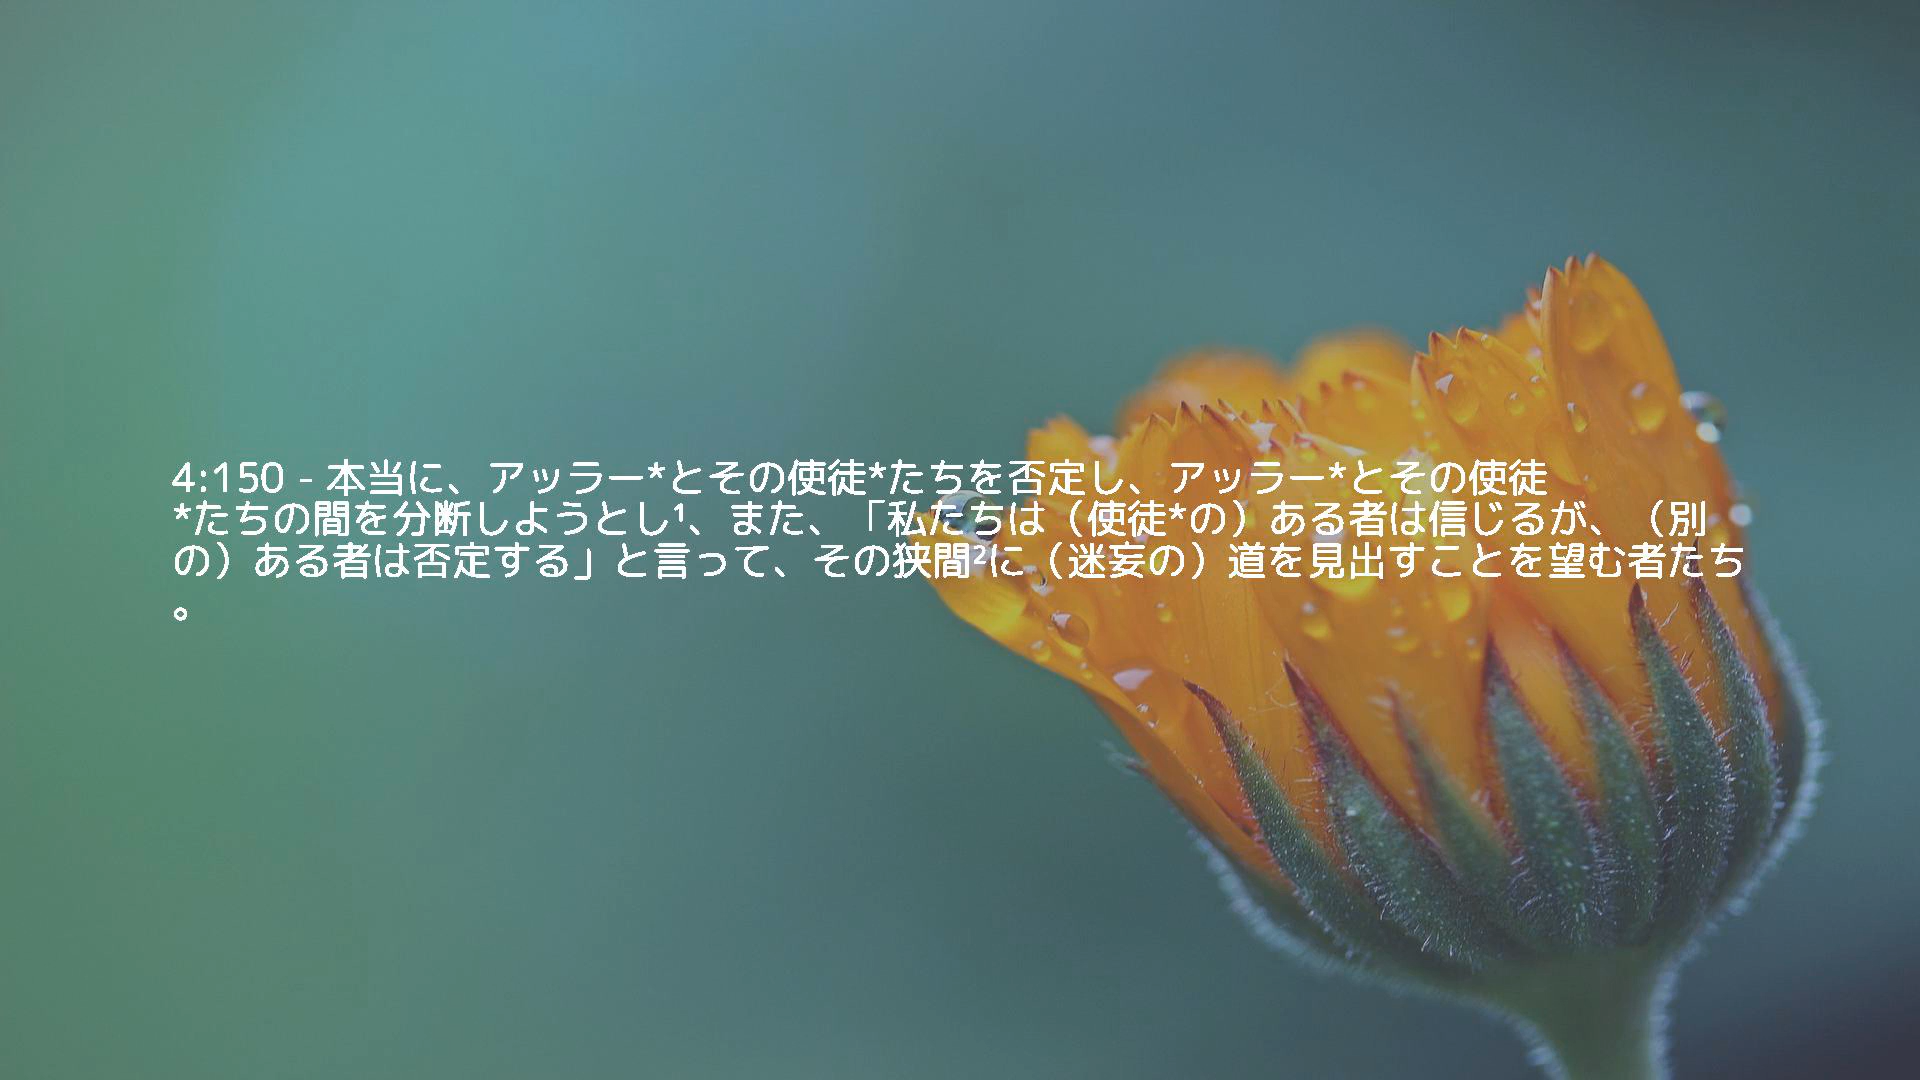 4:150 - 本当に、アッラー*とその使徒*たちを否定し、アッラー*とその使徒
*たちの間を分断しようとし¹、また、「私たちは（使徒*の）ある者は信じるが、（別
の）ある者は否定する」と言って、その狭間²に（迷妄の）道を見出すことを望む者たち
。